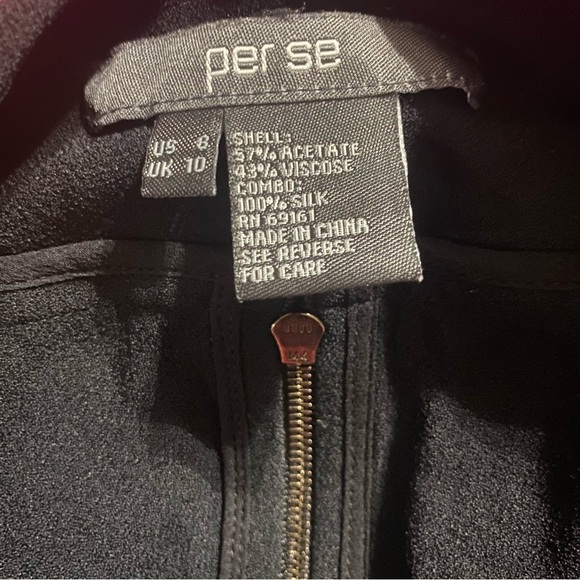 per se
US 8
UK 10
SHELL:
57% ACETATE
43% VISCOSE
COMBO:
100% SILK
RN 69161
MADE IN CHINA
SEE REVERSE
FOR CARE